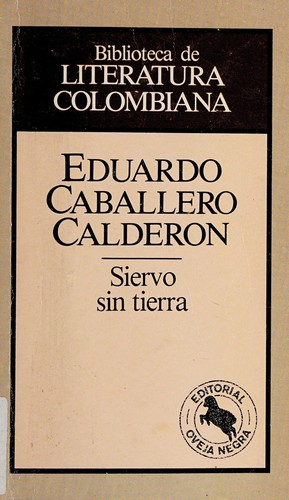 Biblioteca de
LITERATURA
COLOMBIANA
EDUARDO
CABALLERO
CALDERON
Siervo
sin tierra
EDITORIAL
OVEJA NEGRA